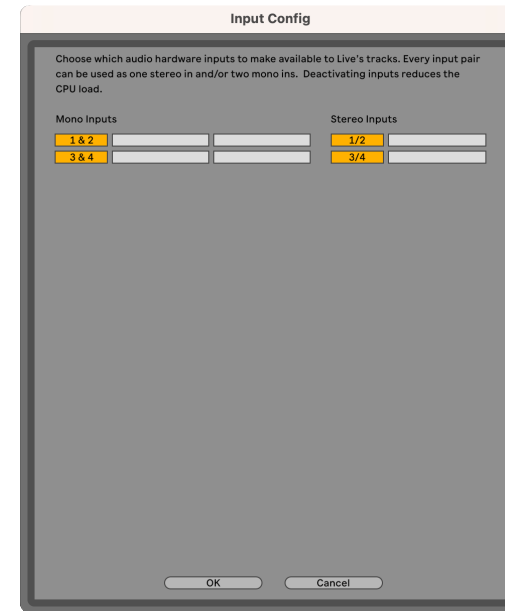 Input Config
Choose which audio hardware inputs to make available to Live's tracks. Every input pair
can be used as one stereo in and/or two mono ins.  Deactivating inputs reduces the
CPU load.
Mono Inputs Stereo Inputs
1 & 2 1/2
3 & 4 3/4
OK Cancel